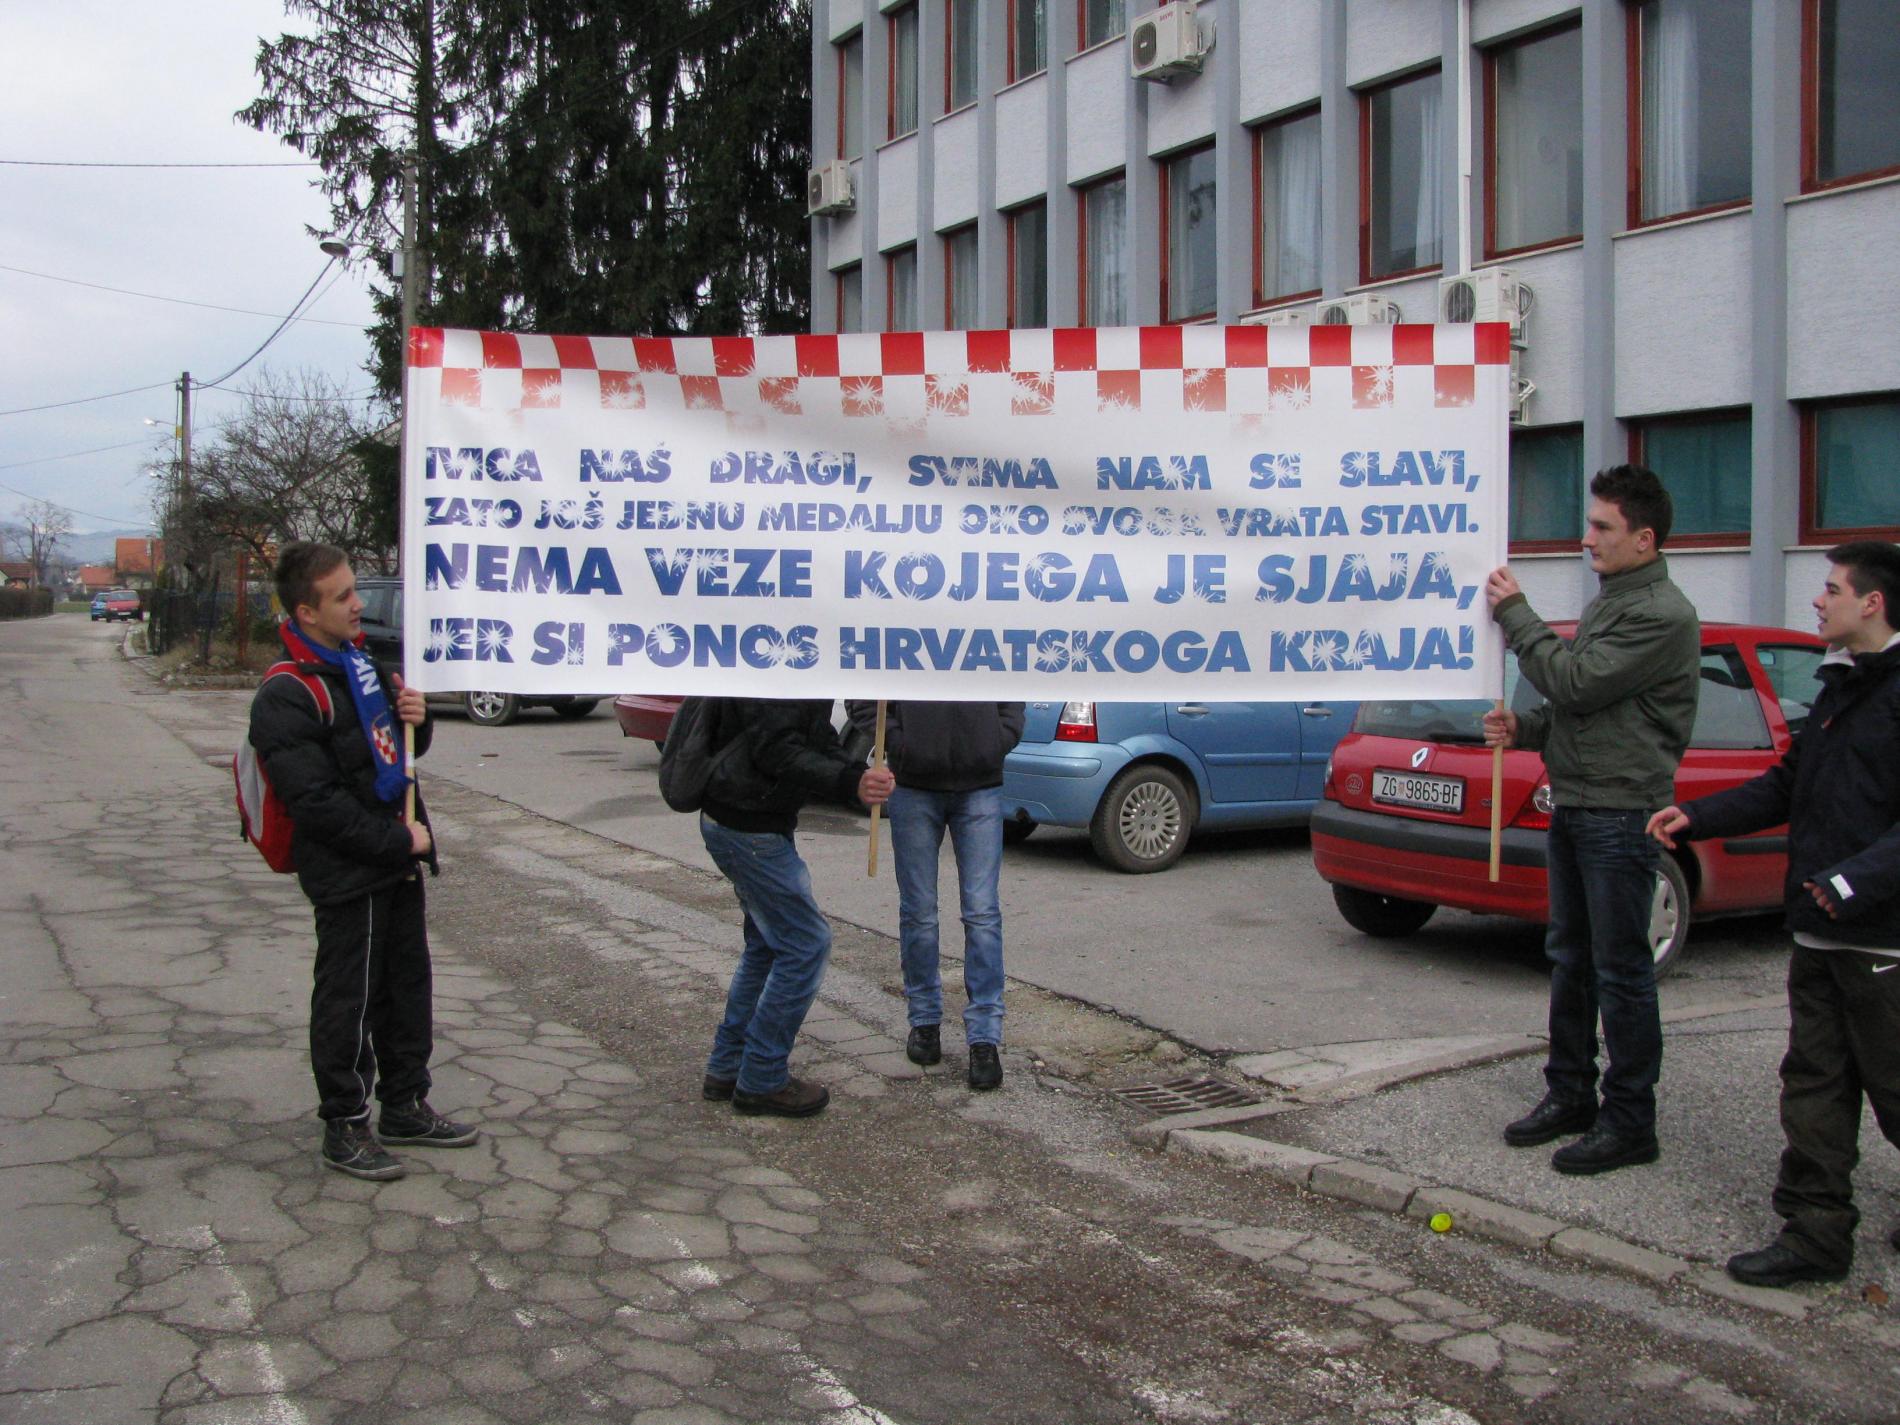 IVICA NAŠ DRAGI, SVIMA NAM SE SLAVI,
ZATO JOŠ JEDNU MEDALJU OKO SVOGA VRATA STAVI.
NEMA VEZE KOJEGA JE SJAJA,
JER SI PONOS HRVATSKOGA KRAJA!
ZG 9865-BF